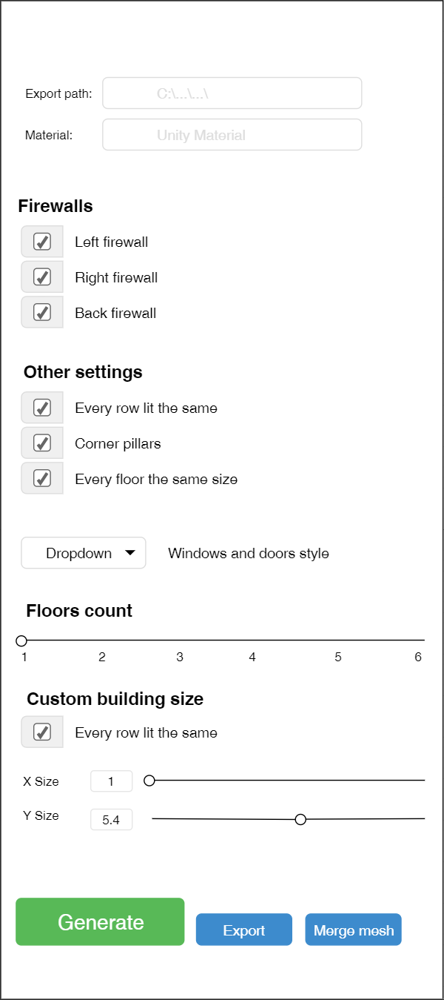 Export path: C:\...\...\
Material: Unity Material
Firewalls
Left firewall
Right firewall
Back firewall
Other settings
Every row lit the same
Corner pillars
Every floor the same size
Dropdown Windows and doors style
Floors count
1 2 3 4 5 6
Custom building size
Every row lit the same
X Size 1
Y Size 5.4
Generate Export Merge mesh